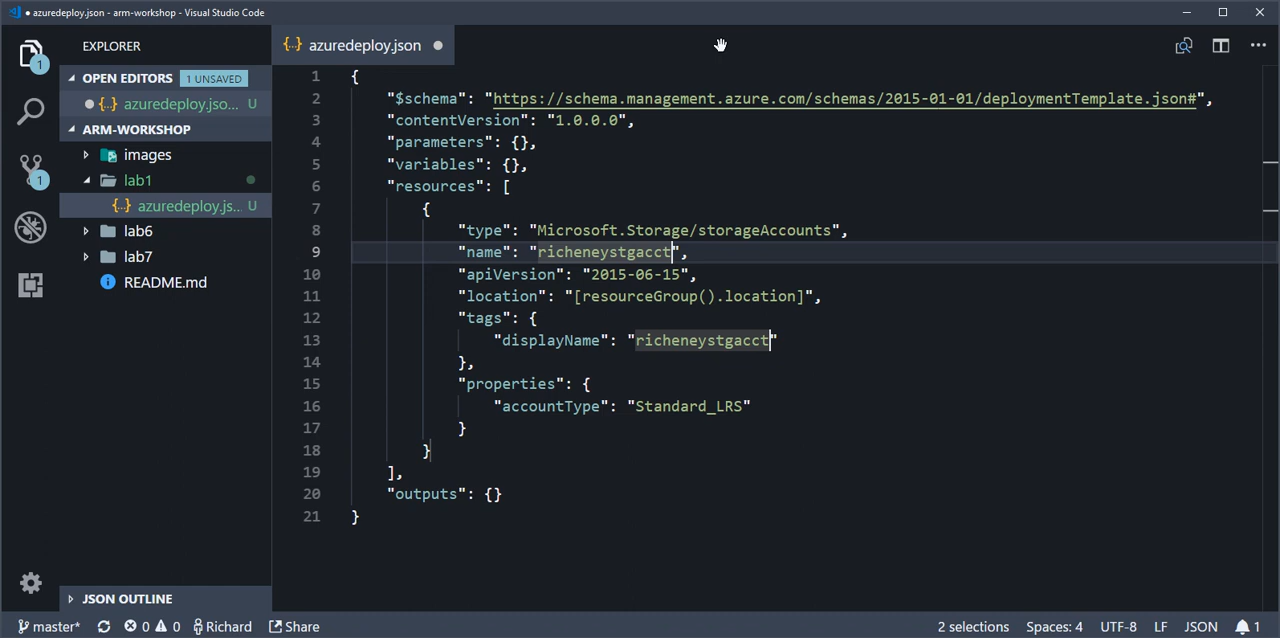 azuredeploy.json - arm-workshop - Visual Studio Code
EXPLORER
OPEN EDITORS 1 UNSAVED
azuredeploy.jso... U
ARM-WORKSHOP
images
lab1
azuredeploy.js... U
lab6
lab7
README.md
JSON OUTLINE
1
1
azuredeploy.json
1 {
2 "$schema": "https://schema.management.azure.com/schemas/2015-01-01/deploymentTemplate.json#",
3 "contentVersion": "1.0.0.0",
4 "parameters": {},
5 "variables": {},
6 "resources": [
7 {
8 "type": "Microsoft.Storage/storageAccounts",
9 "name": "richeneystgacct",
10 "apiVersion": "2015-06-15",
11 "location": "[resourceGroup().location]",
12 "tags": {
13 "displayName": "richeneystgacct"
14 },
15 "properties": {
16 "accountType": "Standard_LRS"
17 }
18 }
19 ],
20 "outputs": {}
21 }
master* 0 0 Richard Share 2 selections Spaces: 4 UTF-8 LF JSON 1